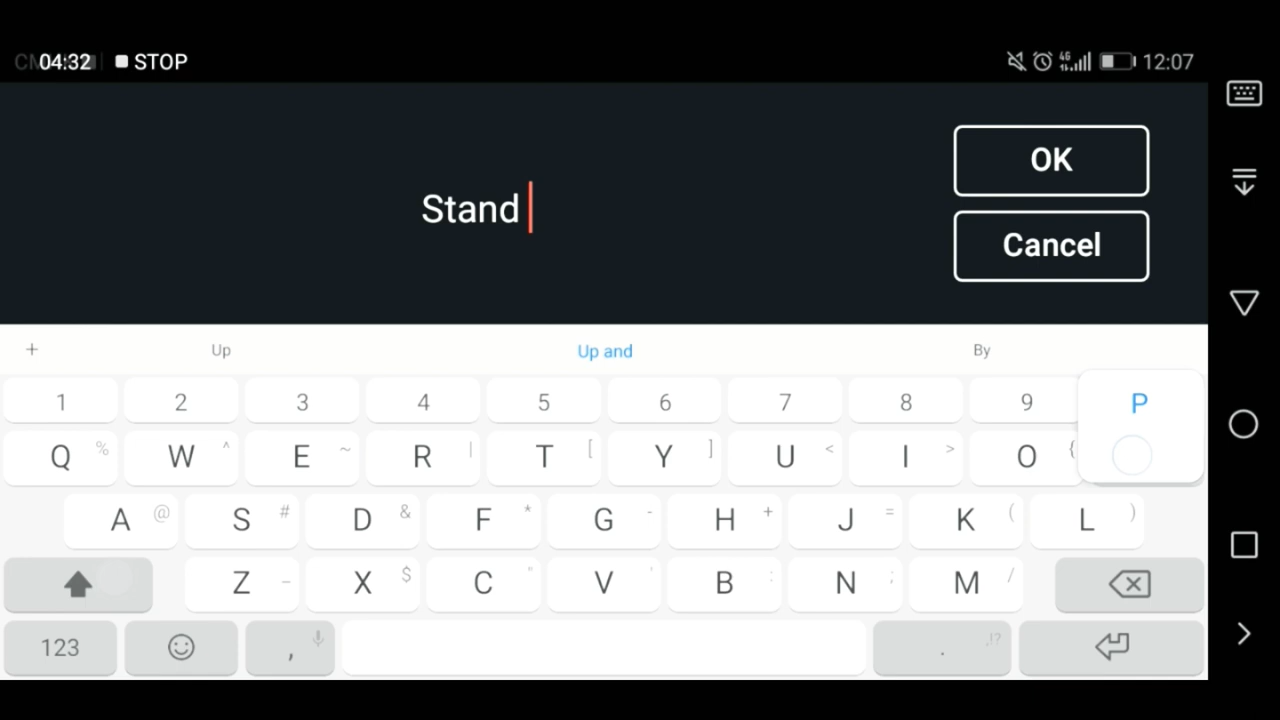 04:32 STOP 4G 12:07
Stand
OK
Cancel
+ Up Up and By
1 2 3 4 5 6 7 8 9 P
Q % W ^ E ~ R | T [ Y ] U < I > O {
A @ S # D & F * G - H + J = K ( L )
Z _ X $ C " V ' B : N ; M /
123 , . ,!?